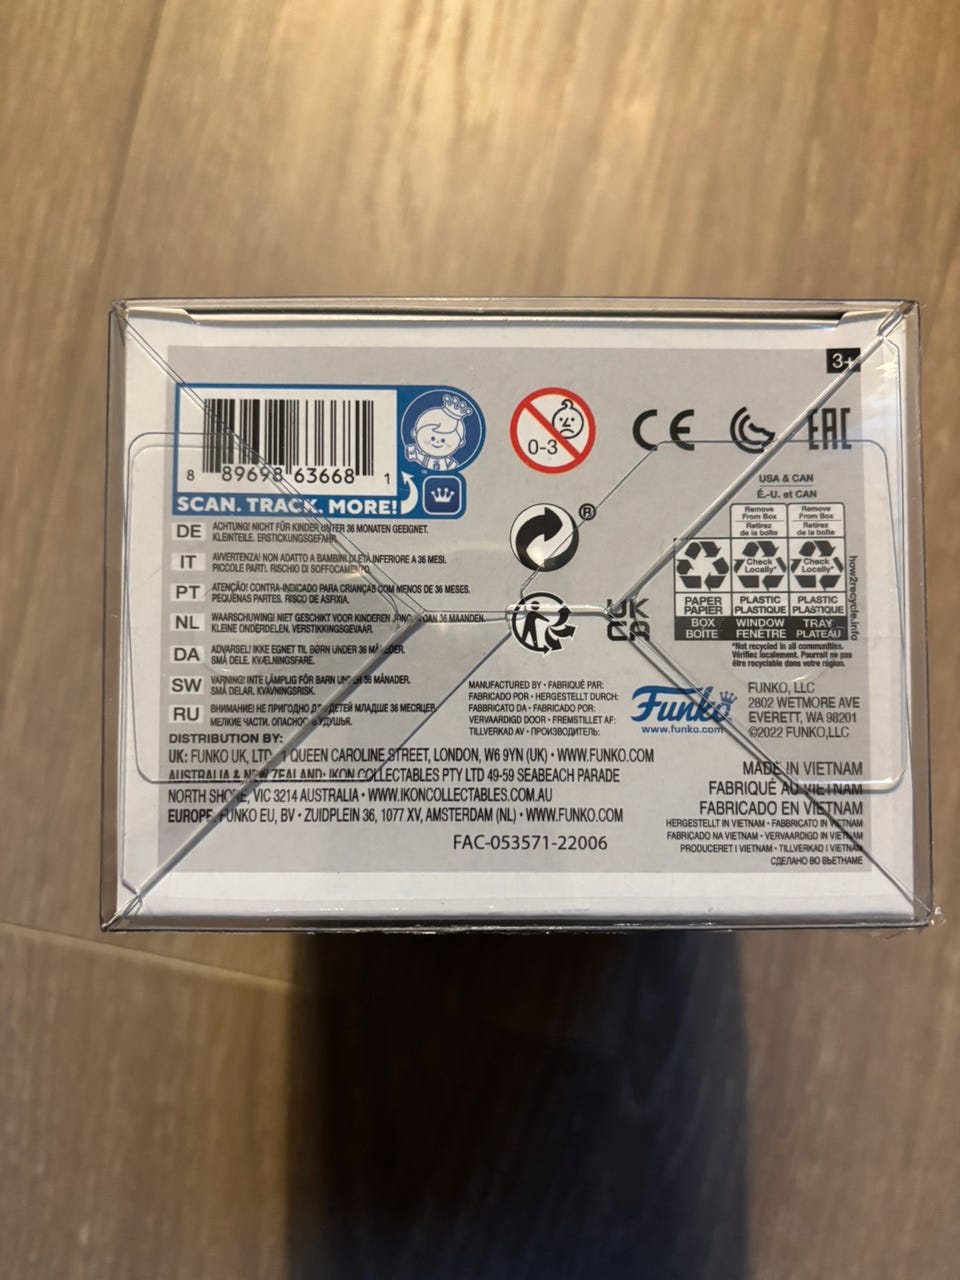 3+
8 89698 63668 1
SCAN. TRACK. MORE!
™
0-3
CE
EAC
®
USA & CAN
É.-U. et CAN
Remove From Box
Retirez de la boîte
Remove From Box
Retirez de la boîte
Check Locally*
Check Locally*
PAPER
PAPIER
PLASTIC
PLASTIQUE
PLASTIC
PLASTIQUE
BOX
BOÎTE
WINDOW
FENÊTRE
TRAY
PLATEAU
*Not recycled in all communities.
Vérifiez localement. Pourrait ne pas
être recyclable dans votre région.
how2recycle.info
DE ACHTUNG! NICHT FÜR KINDER UNTER 36 MONATEN GEEIGNET.
KLEINTEILE. ERSTICKUNGSGEFAHR.
IT AVVERTENZA! NON ADATTO A BAMBINI DI ETÀ INFERIORE A 36 MESI.
PICCOLE PARTI. RISCHIO DI SOFFOCAMENTO.
PT ATENÇÃO! CONTRA-INDICADO PARA CRIANÇAS COM MENOS DE 36 MESES.
PEQUENAS PARTES. RISCO DE ASFIXIA.
NL WAARSCHUWING! NIET GESCHIKT VOOR KINDEREN JONGER DAN 36 MAANDEN.
KLEINE ONDERDELEN. VERSTIKKINGSGEVAAR.
DA ADVARSEL! IKKE EGNET TIL BØRN UNDER 36 MÅNEDER.
SMÅ DELE. KVÆLNINGSFARE.
SW VARNING! INTE LÄMPLIG FÖR BARN UNDER 36 MÅNADER.
SMÅ DELAR. KVÄVNINGSRISK.
RU ВНИМАНИЕ! НЕ ПРИГОДНО ДЛЯ ДЕТЕЙ МЛАДШЕ 36 МЕСЯЦЕВ.
МЕЛКИЕ ЧАСТИ. ОПАСНОСТЬ УДУШЬЯ.
UK
CA
MANUFACTURED BY • FABRIQUÉ PAR:
FABRICADO POR • HERGESTELLT DURCH:
FABBRICATO DA • FABRICADO POR:
VERVAARDIGD DOOR • FREMSTILLET AF:
TILLVERKAD AV • ПРОИЗВОДИТЕЛЬ:
Funko
www.funko.com
FUNKO, LLC
2802 WETMORE AVE
EVERETT, WA 98201
©2022 FUNKO,LLC
DISTRIBUTION BY:
UK: FUNKO UK, LTD • 1 QUEEN CAROLINE STREET, LONDON, W6 9YN (UK) • WWW.FUNKO.COM
AUSTRALIA & NEW ZEALAND: IKON COLLECTABLES PTY LTD 49-59 SEABEACH PARADE
NORTH SHORE, VIC 3214 AUSTRALIA • WWW.IKONCOLLECTABLES.COM.AU
EUROPE: FUNKO EU, BV • ZUIDPLEIN 36, 1077 XV, AMSTERDAM (NL) • WWW.FUNKO.COM
FAC-053571-22006
MADE IN VIETNAM
FABRIQUÉ AU VIETNAM
FABRICADO EN VIETNAM
HERGESTELLT IN VIETNAM • FABBRICATO IN VIETNAM
FABRICADO NA VIETNAM • VERVAARDIGD IN VIETNAM
PRODUCERET I VIETNAM • TILLVERKAD I VIETNAM
СДЕЛАНО ВО ВЬЕТНАМЕ